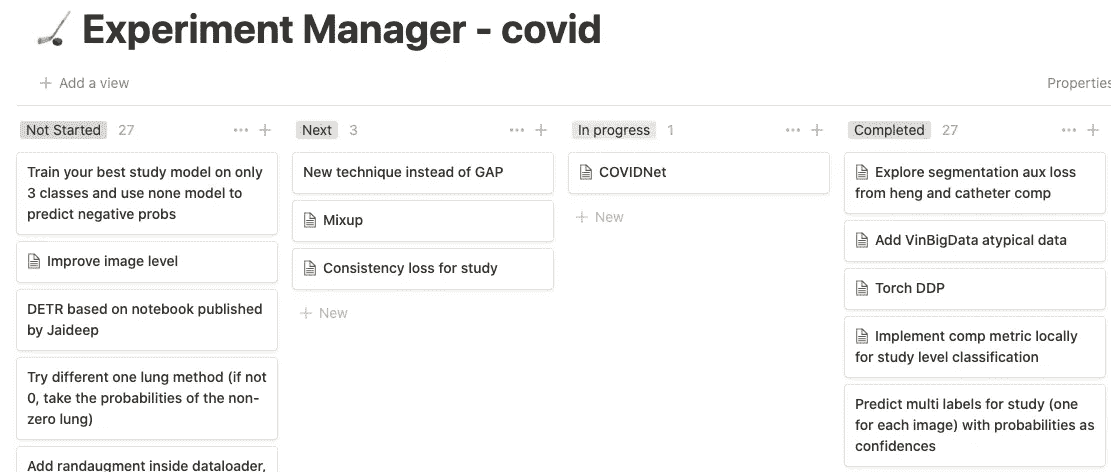 Experiment Manager - covid
Add a view
Properties
Not Started 27
Train your best study model on only
3 classes and use none model to
predict negative probs
Improve image level
DETR based on notebook published
by Jaideep
Try different one lung method (if not
0, take the probabilities of the non-
zero lung)
Add randaugment inside dataloader,
Next 3
New technique instead of GAP
Mixup
Consistency loss for study
New
In progress 1
COVIDNet
New
Completed 27
Explore segmentation aux loss
from heng and catheter comp
Add VinBigData atypical data
Torch DDP
Implement comp metric locally
for study level classification
Predict multi labels for study (one
for each image) with probabilities as
confidences